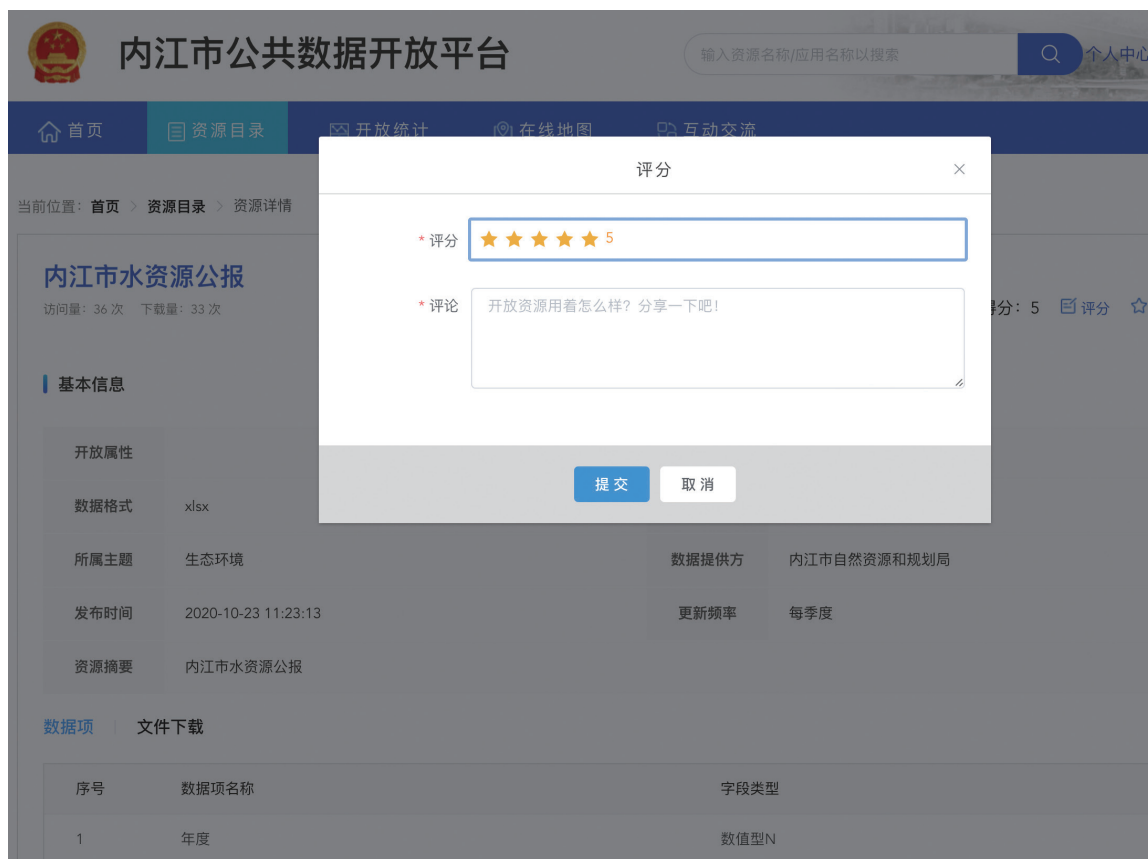 内江市公共数据开放平台
输入资源名称/应用名称以搜索
个人中心
首页 资源目录 开放统计 在线地图 互动交流
评分
当前位置: 首页 > 资源目录 > 资源详情
* 评分 5
内江市水资源公报
访问量: 36 次 下载量: 33 次
* 评论 开放资源用着怎么样? 分享一下吧!
得分: 5 评分
基本信息
开放属性
提交 取消
数据格式 xlsx
所属主题 生态环境 数据提供方 内江市自然资源和规划局
发布时间 2020-10-23 11:23:13 更新频率 每季度
资源摘要 内江市水资源公报
数据项 文件下载
序号 数据项名称 字段类型
1 年度 数值型N